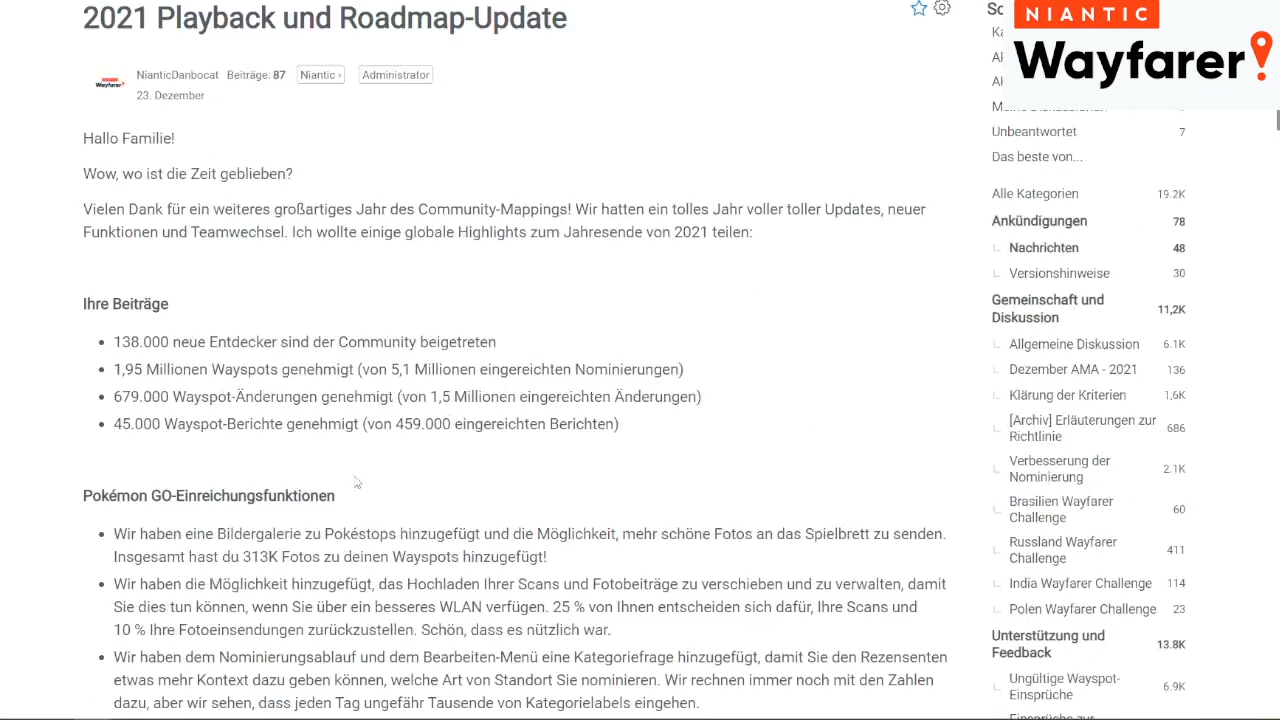 2021 Playback und Roadmap-Update
NianticDanbocat Beiträge: 87 Niantic › Administrator
23. Dezember
Hallo Familie!
Wow, wo ist die Zeit geblieben?
Vielen Dank für ein weiteres großartiges Jahr des Community-Mappings! Wir hatten ein tolles Jahr voller toller Updates, neuer
Funktionen und Teamwechsel. Ich wollte einige globale Highlights zum Jahresende von 2021 teilen:
Ihre Beiträge
• 138.000 neue Entdecker sind der Community beigetreten
• 1,95 Millionen Wayspots genehmigt (von 5,1 Millionen eingereichten Nominierungen)
• 679.000 Wayspot-Änderungen genehmigt (von 1,5 Millionen eingereichten Änderungen)
• 45.000 Wayspot-Berichte genehmigt (von 459.000 eingereichten Berichten)
Pokémon GO-Einreichungsfunktionen
• Wir haben eine Bildergalerie zu Pokéstops hinzugefügt und die Möglichkeit, mehr schöne Fotos an das Spielbrett zu senden.
Insgesamt hast du 313K Fotos zu deinen Wayspots hinzugefügt!
• Wir haben die Möglichkeit hinzugefügt, das Hochladen Ihrer Scans und Fotobeiträge zu verschieben und zu verwalten, damit
Sie dies tun können, wenn Sie über ein besseres WLAN verfügen. 25 % von Ihnen entscheiden sich dafür, Ihre Scans und
10 % Ihre Fotoeinsendungen zurückzustellen. Schön, dass es nützlich war.
• Wir haben dem Nominierungsablauf und dem Bearbeiten-Menü eine Kategoriefrage hinzugefügt, damit Sie den Rezensenten
etwas mehr Kontext dazu geben können, welche Art von Standort Sie nominieren. Wir rechnen immer noch mit den Zahlen
dazu, aber wir sehen, dass jeden Tag ungefähr Tausende von Kategorielabels eingehen.
NIANTIC
Wayfarer!
Unbeantwortet 7
Das beste von...
Alle Kategorien 19.2K
Ankündigungen 78
Nachrichten 48
Versionshinweise 30
Gemeinschaft und
Diskussion 11,2K
Allgemeine Diskussion 6.1K
Dezember AMA - 2021 136
Klärung der Kriterien 1,6K
[Archiv] Erläuterungen zur
Richtlinie 686
Verbesserung der
Nominierung 2.1K
Brasilien Wayfarer
Challenge 60
Russland Wayfarer
Challenge 411
India Wayfarer Challenge 114
Polen Wayfarer Challenge 23
Unterstützung und
Feedback 13.8K
Ungültige Wayspot-
Einsprüche 6.9K